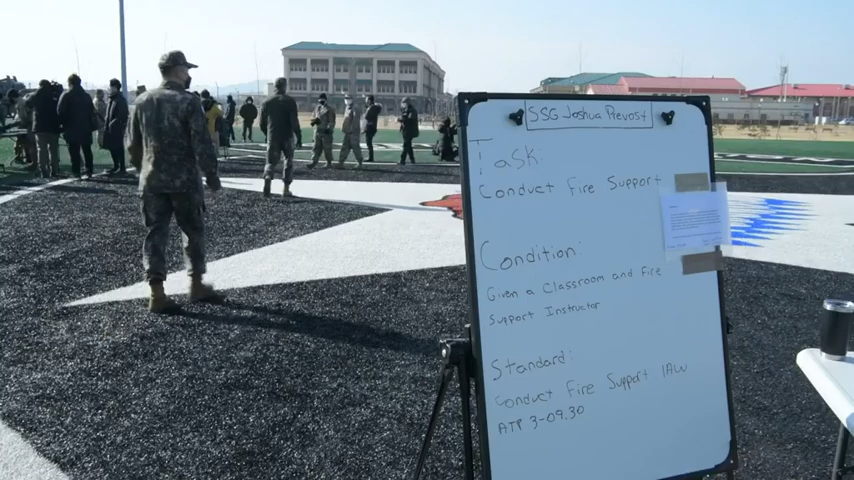 SSG Joshua Prevost
Task:
Conduct Fire Support
Condition:
Given a Classroom and Fire
Support Instructor
Standard:
Conduct Fire Support IAW
ATP 3-09.30